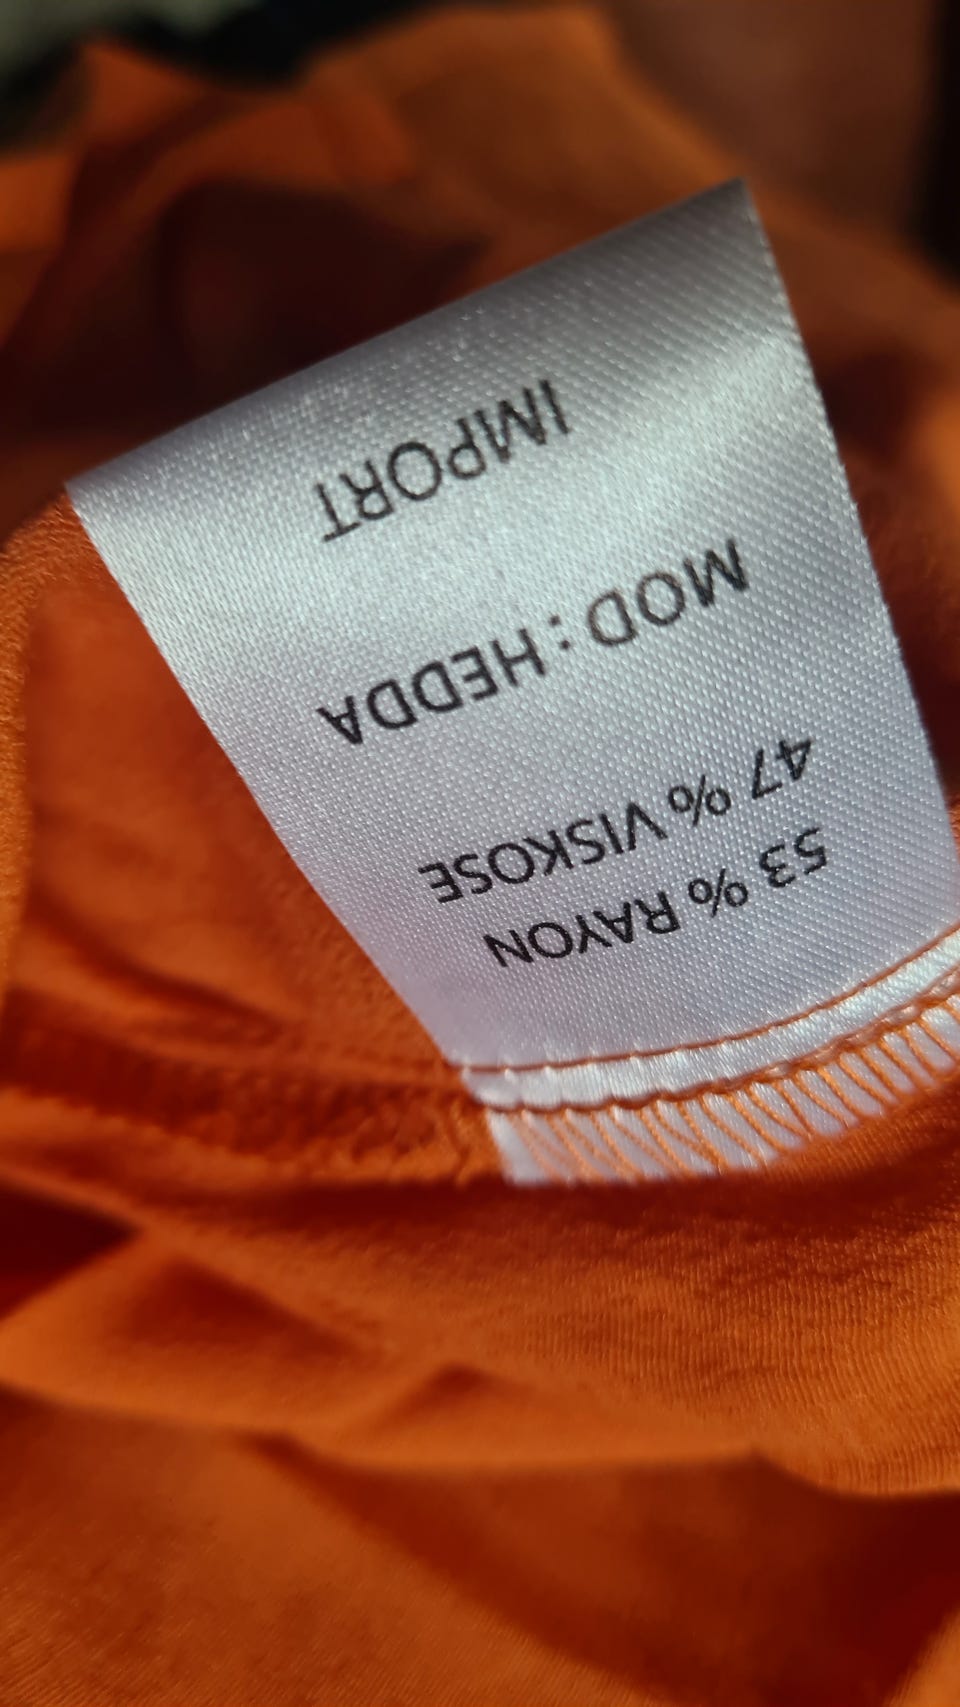 53 % RAYON
47 % VISKOSE
MOD : HEDDA
IMPORT